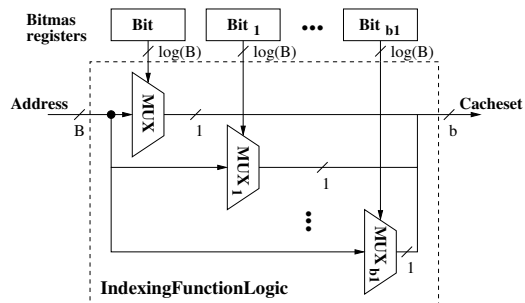 Bitmas
registers
Bit
Bit 1
•••
Bit b1
log(B)
log(B)
log(B)
Address
B
MUX
1
Cacheset
b
MUX 1
1
•••
MUX b1
1
IndexingFunctionLogic